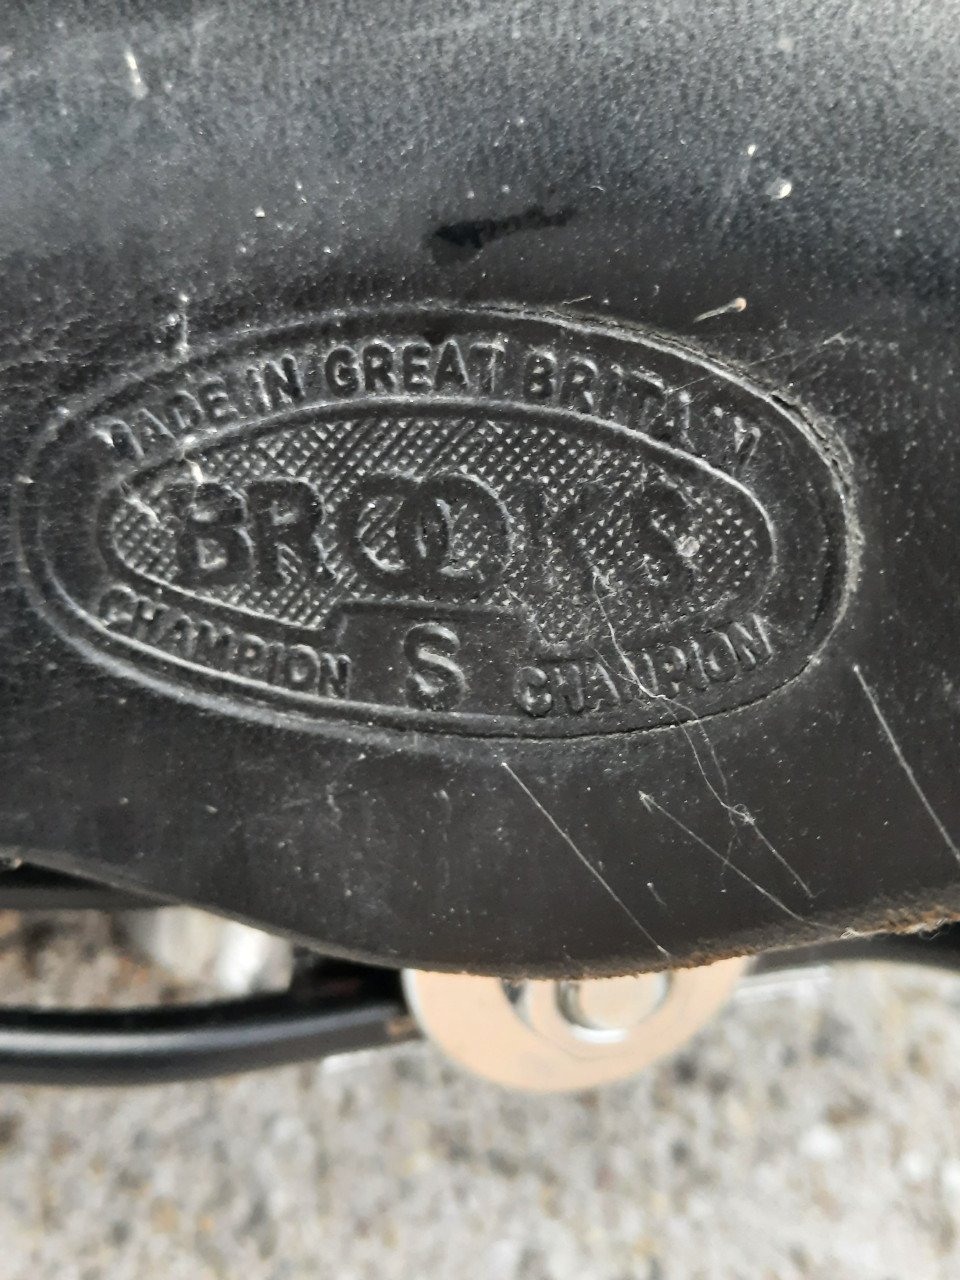 MADE IN GREAT BRITAIN
BROOKS
CHAMPION S CHAMPION